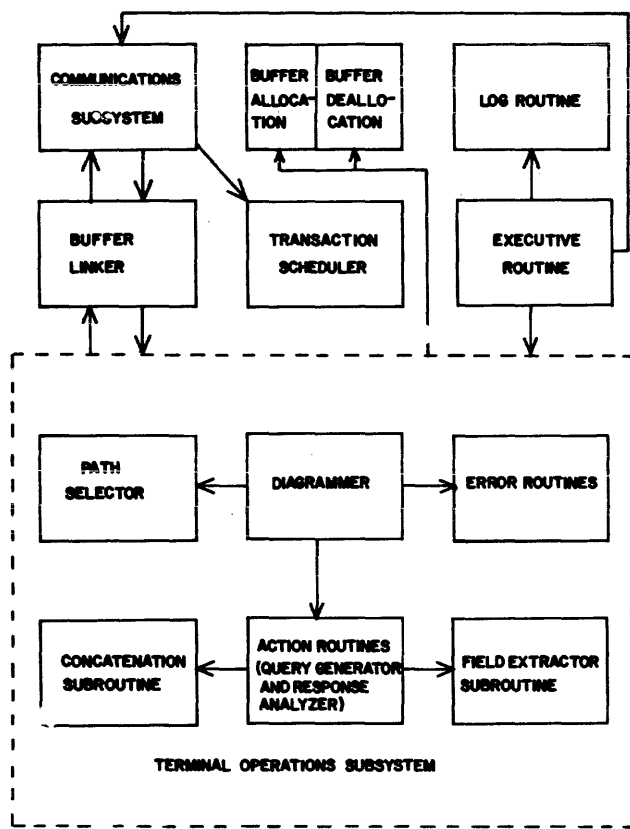 COMMUNICATIONS
SUBSYSTEM
BUFFER
ALLOCA-
TION
BUFFER
DEALLO-
CATION
LOG ROUTINE
BUFFER
LINKER
TRANSACTION
SCHEDULER
EXECUTIVE
ROUTINE
PATH
SELECTOR
DIAGRAMMER
ERROR ROUTINES
CONCATENATION
SUBROUTINE
ACTION ROUTINES
(QUERY GENERATOR
AND RESPONSE
ANALYZER)
FIELD EXTRACTOR
SUBROUTINE
TERMINAL OPERATIONS SUBSYSTEM